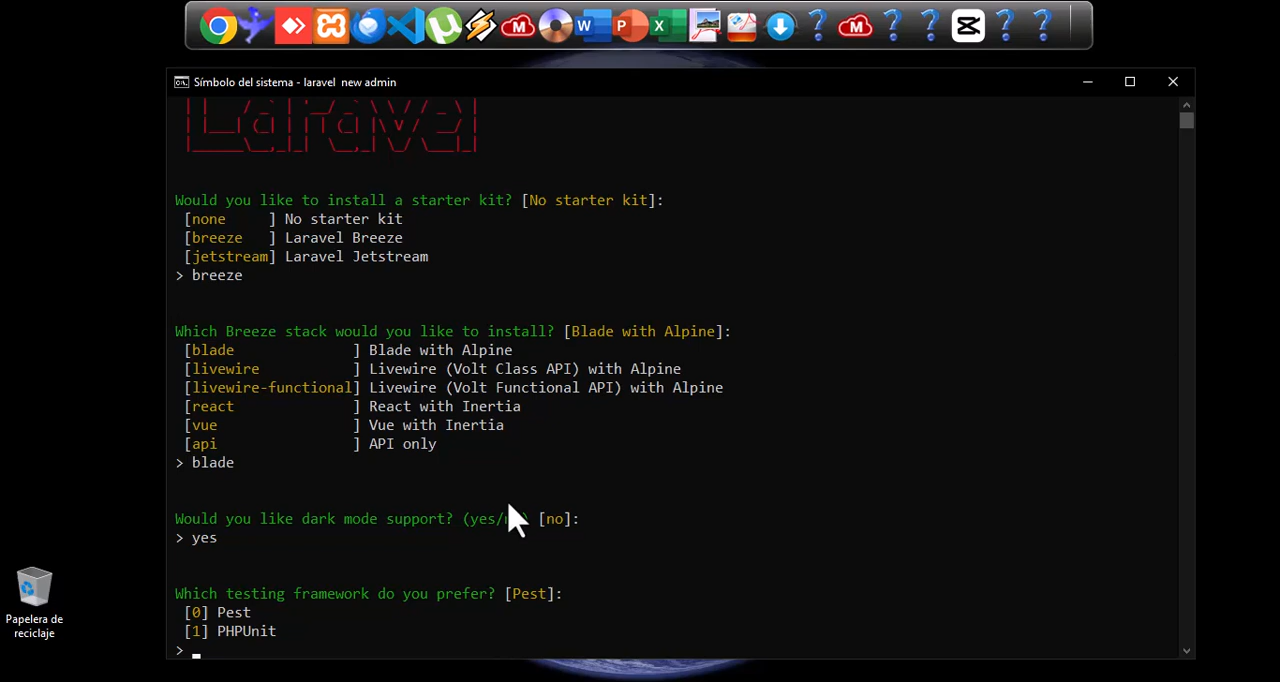 W P X
Símbolo del sistema - laravel  new admin
Would you like to install a starter kit? [No starter kit]:
[none     ] No starter kit
[breeze   ] Laravel Breeze
[jetstream] Laravel Jetstream
> breeze
Which Breeze stack would you like to install? [Blade with Alpine]:
[blade              ] Blade with Alpine
[livewire           ] Livewire (Volt Class API) with Alpine
[livewire-functional] Livewire (Volt Functional API) with Alpine
[react              ] React with Inertia
[vue                ] Vue with Inertia
[api                ] API only
> blade
Would you like dark mode support? [no]:
> yes
Which testing framework do you prefer? [Pest]:
[0] Pest
[1] PHPUnit
>
Papelera de
reciclaje